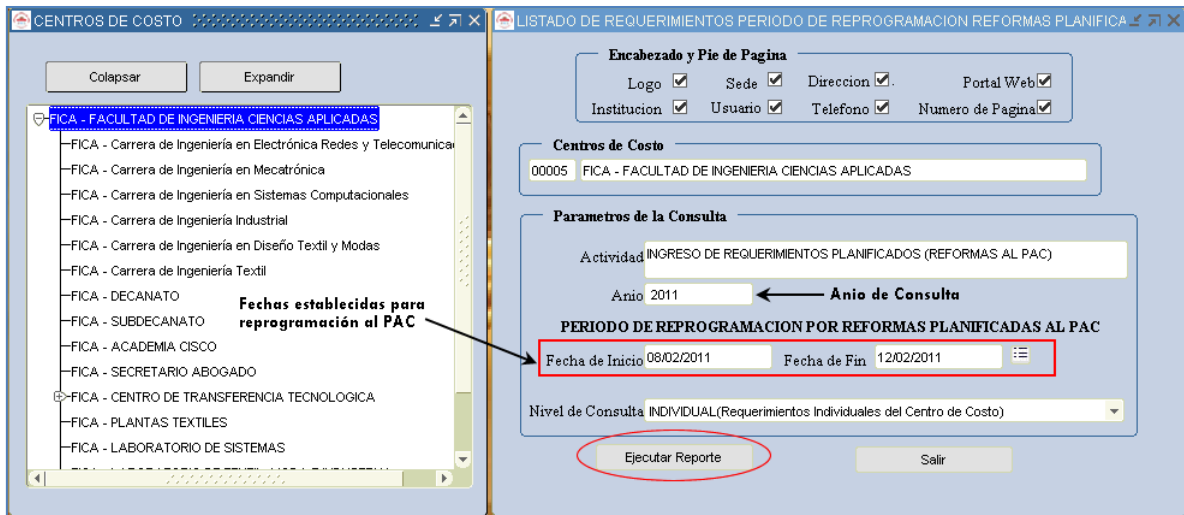 CENTROS DE COSTO
Colapsar
Expandir
FICA - FACULTAD DE INGENIERIA CIENCIAS APLICADAS
FICA - Carrera de Ingeniería en Electrónica Redes y Telecomunica
FICA - Carrera de Ingeniería en Mecatrónica
FICA - Carrera de Ingeniería en Sistemas Computacionales
FICA - Carrera de Ingeniería Industrial
FICA - Carrera de Ingeniería en Diseño Textil y Modas
FICA - Carrera de Ingeniería Textil
FICA - DECANATO
FICA - SUBDECANATO
FICA - ACADEMIA CISCO
FICA - SECRETARIO ABOGADO
FICA - CENTRO DE TRANSFERENCIA TECNOLOGICA
FICA - PLANTAS TEXTILES
FICA - LABORATORIO DE SISTEMAS
Fechas establecidas para
reprogramación al PAC
LISTADO DE REQUERIMIENTOS PERIODO DE REPROGRAMACION REFORMAS PLANIFICA
Encabezado y Pie de Pagina
Logo Sede Direccion . Portal Web
Institucion Usuario Telefono Numero de Pagina
Centros de Costo
00005 FICA - FACULTAD DE INGENIERIA CIENCIAS APLICADAS
Parametros de la Consulta
Actividad INGRESO DE REQUERIMIENTOS PLANIFICADOS (REFORMAS AL PAC)
Anio 2011 Anio de Consulta
PERIODO DE REPROGRAMACION POR REFORMAS PLANIFICADAS AL PAC
Fecha de Inicio 08/02/2011 Fecha de Fin 12/02/2011
Nivel de Consulta INDIVIDUAL(Requerimientos Individuales del Centro de Costo)
Ejecutar Reporte
Salir